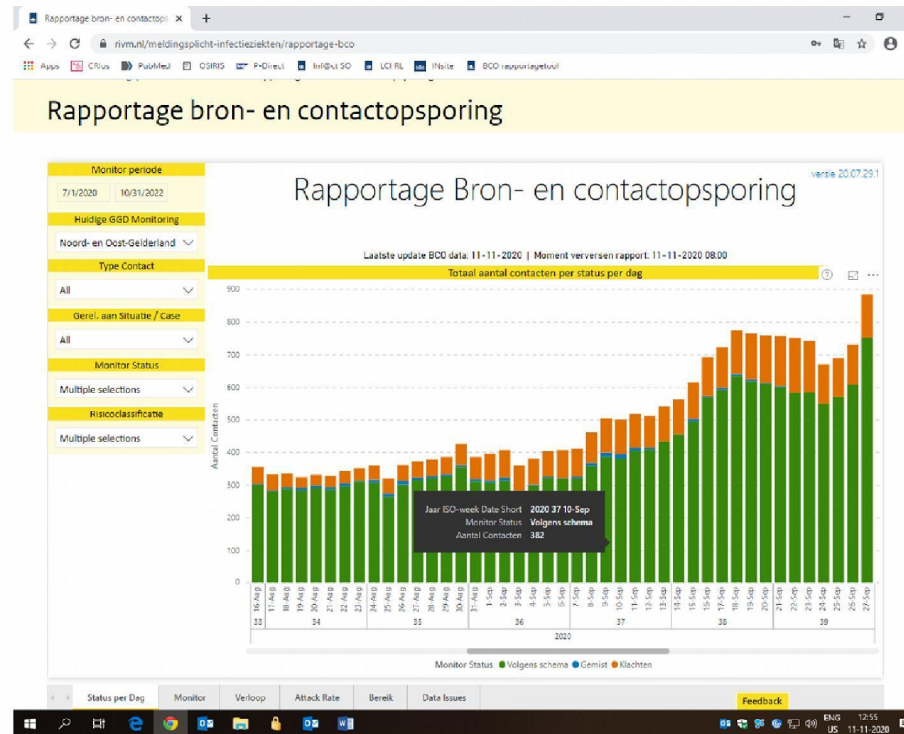 Rapportage bron- en contactops
rivm.nl/meldingsplicht-infectieziekten/rapportage-bco
Apps CRIus PubMed OSIRIS P-Direct Inf@ct SO LCI RL INsite BCO rapportagetool
Rapportage bron- en contactopsporing
Monitor periode
7/1/2020 10/31/2022
Huidige GGD Monitoring
Noord- en Oost-Gelderland
Type Contact
All
Gerel. aan Situatie / Case
All
Monitor Status
Multiple selections
Risicoclassificatie
Multiple selections
versie 20.07.29.1
Rapportage Bron- en contactopsporing
Laatste update BCO data: 11-11-2020 | Moment verversen rapport: 11-11-2020 08:00
Totaal aantal contacten per status per dag
Aantal Contacten
900
800
700
600
500
400
300
200
100
0
Jaar ISO-week Date Short 2020 37 10-Sep
Monitor Status Volgens schema
Aantal Contacten 382
16-Aug 17-Aug 18-Aug 19-Aug 20-Aug 21-Aug 22-Aug 23-Aug 24-Aug 25-Aug 26-Aug 27-Aug 28-Aug 29-Aug 30-Aug 31-Aug 1-Sep 2-Sep 3-Sep 4-Sep 5-Sep 6-Sep 7-Sep 8-Sep 9-Sep 10-Sep 11-Sep 12-Sep 13-Sep 14-Sep 15-Sep 16-Sep 17-Sep 18-Sep 19-Sep 20-Sep 21-Sep 22-Sep 23-Sep 24-Sep 25-Sep 26-Sep 27-Sep
33 34 35 36 37 38 39
2020
Monitor Status Volgens schema Gemist Klachten
Status per Dag Monitor Verloop Attack Rate Bereik Data Issues
Feedback
ENG 12:55
US 11-11-2020